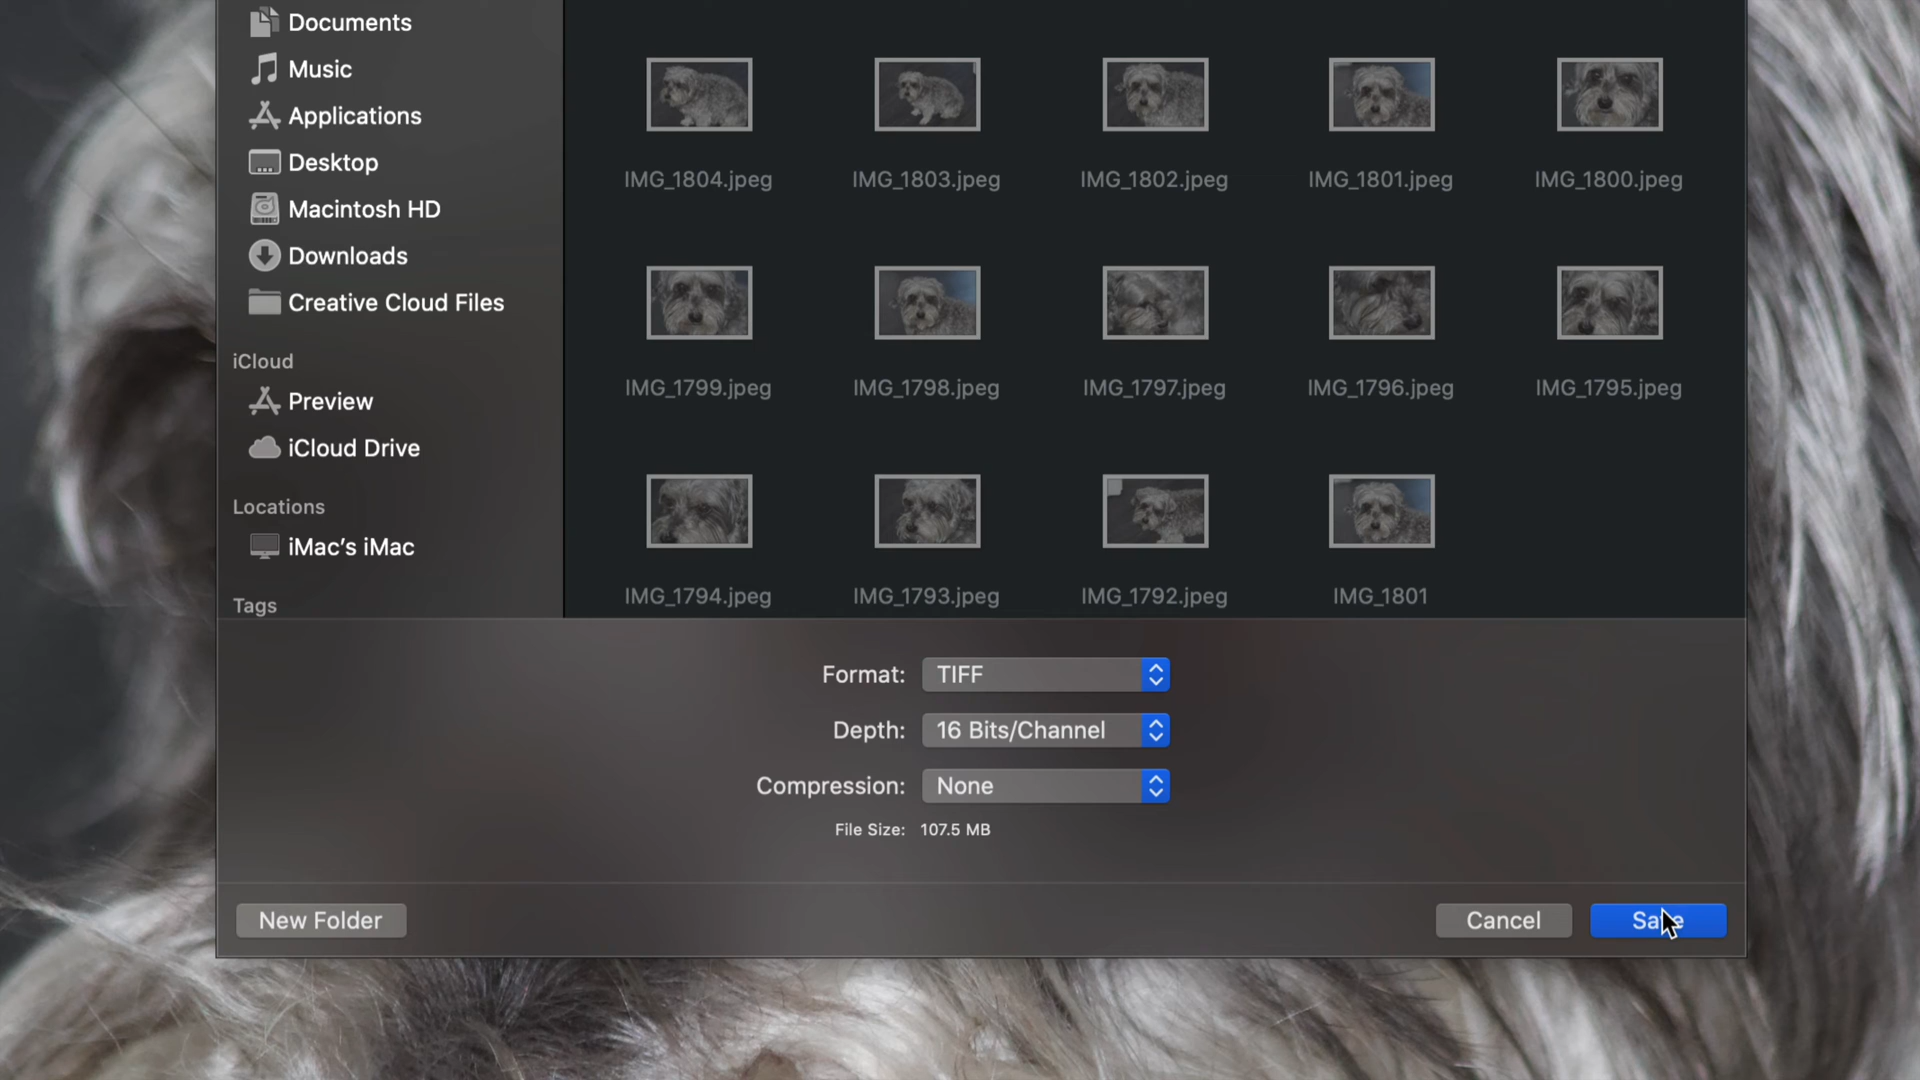 Documents
Music
Applications
Desktop
Macintosh HD
Downloads
Creative Cloud Files
iCloud
Preview
iCloud Drive
Locations
iMac’s iMac
Tags
IMG_1804.jpeg
IMG_1803.jpeg
IMG_1802.jpeg
IMG_1801.jpeg
IMG_1800.jpeg
IMG_1799.jpeg
IMG_1798.jpeg
IMG_1797.jpeg
IMG_1796.jpeg
IMG_1795.jpeg
IMG_1794.jpeg
IMG_1793.jpeg
IMG_1792.jpeg
IMG_1801
Format: TIFF
Depth: 16 Bits/Channel
Compression: None
File Size: 107.5 MB
New Folder
Cancel
Save